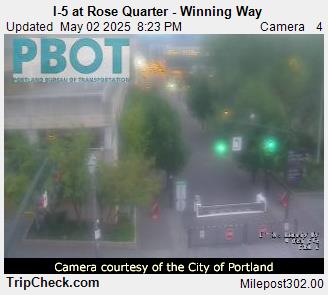 I-5 at Rose Quarter - Winning Way
Updated May 02 2025 8:23 PM Camera 4
PBOT
PORTLAND BUREAU OF TRANSPORTATION
Camera courtesy of the City of Portland
TripCheck.com Milepost302.00